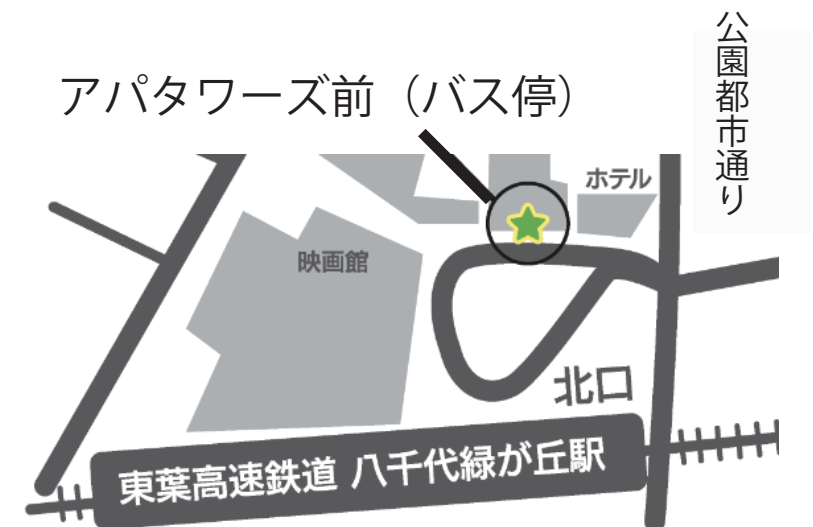 公園都市通り
アパタワーズ前（バス停）
ホテル
映画館
北口
東葉高速鉄道 八千代緑が丘駅